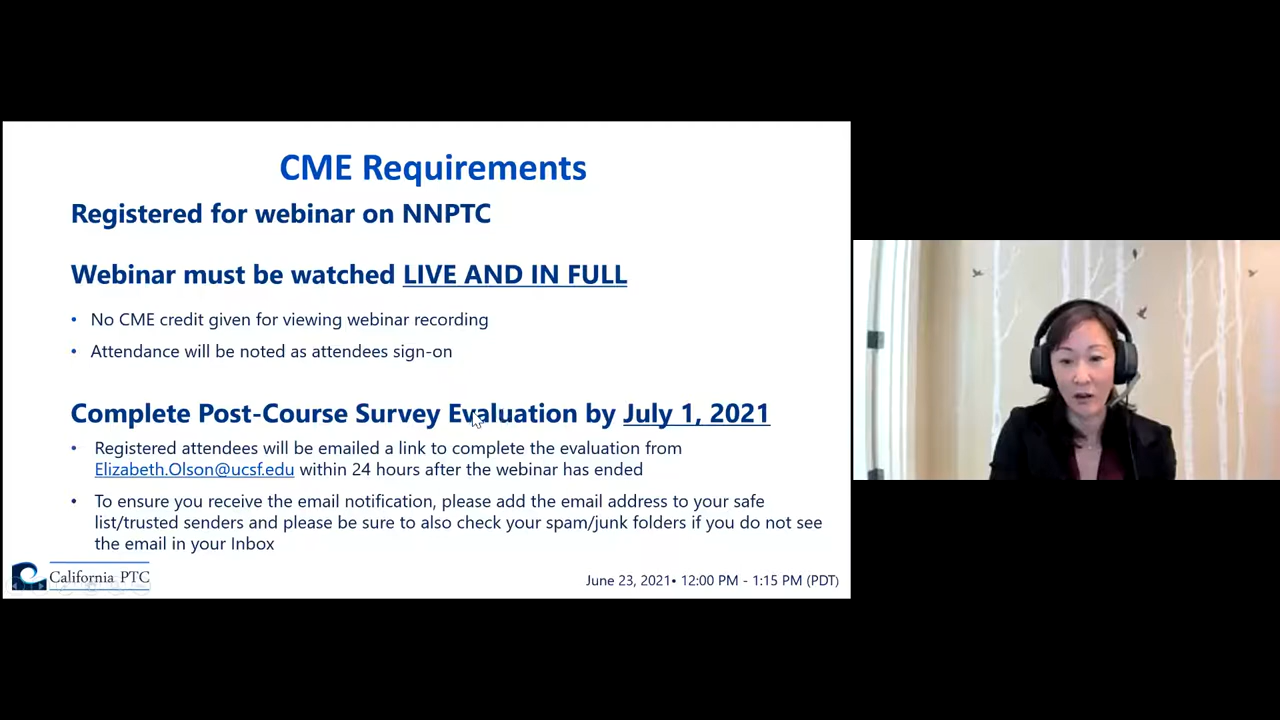 CME Requirements
Registered for webinar on NNPTC
Webinar must be watched LIVE AND IN FULL
• No CME credit given for viewing webinar recording
• Attendance will be noted as attendees sign-on
Complete Post-Course Survey Evaluation by July 1, 2021
• Registered attendees will be emailed a link to complete the evaluation from
Elizabeth.Olson@ucsf.edu within 24 hours after the webinar has ended
• To ensure you receive the email notification, please add the email address to your safe
list/trusted senders and please be sure to also check your spam/junk folders if you do not see
the email in your Inbox
California PTC
June 23, 2021• 12:00 PM - 1:15 PM (PDT)